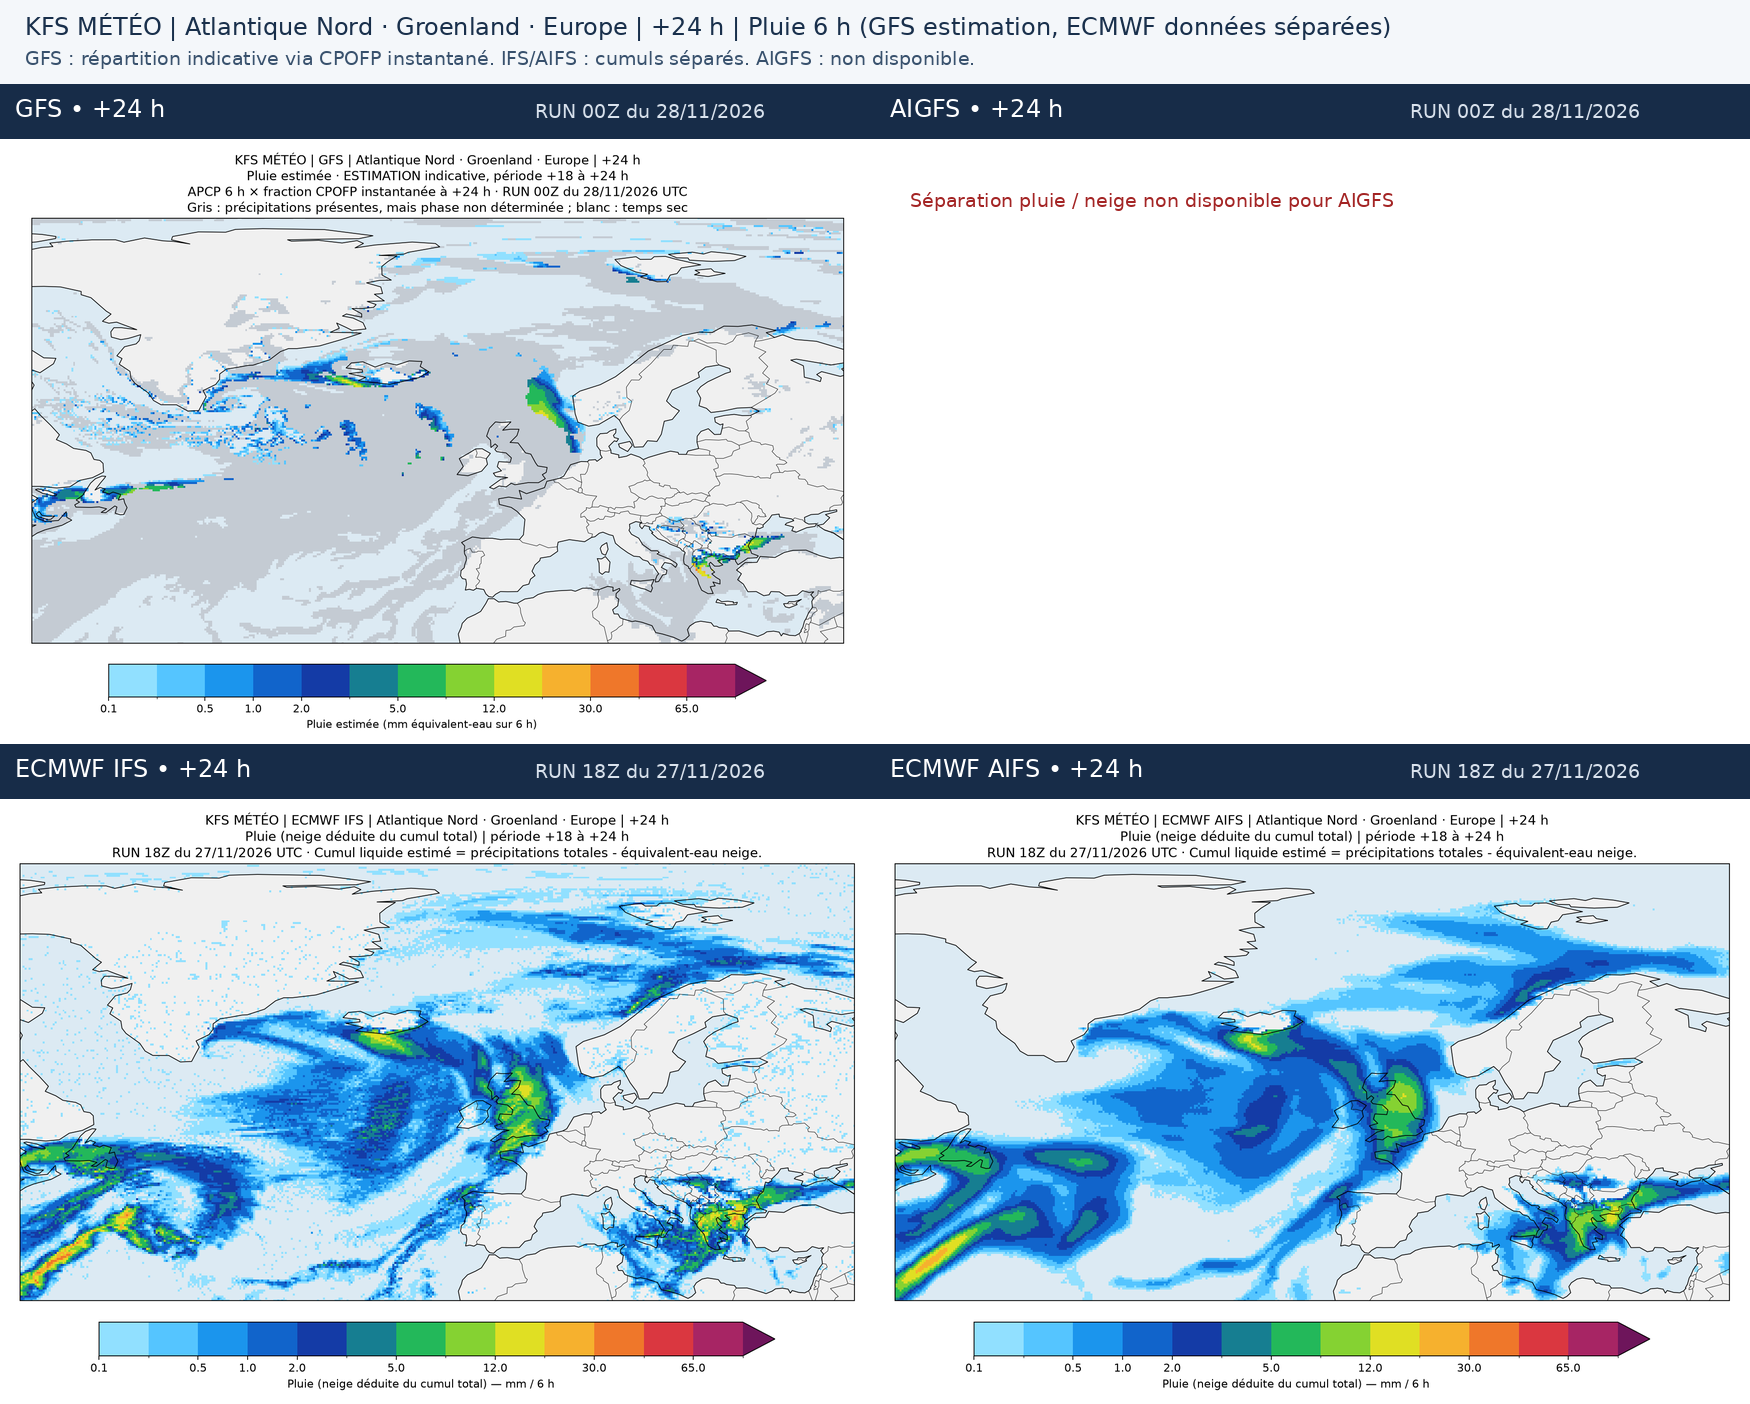 KFS MÉTÉO | Atlantique Nord · Groenland · Europe | +24 h | Pluie 6 h (GFS estimation, ECMWF données séparées)
GFS : répartition indicative via CPOFP instantané. IFS/AIFS : cumuls séparés. AIGFS : non disponible.
GFS • +24 h
RUN 00Z du 28/11/2026
KFS MÉTÉO | GFS | Atlantique Nord · Groenland · Europe | +24 h
Pluie estimée · ESTIMATION indicative, période +18 à +24 h
APCP 6 h × fraction CPOFP instantanée à +24 h · RUN 00Z du 28/11/2026 UTC
Gris : précipitations présentes, mais phase non déterminée ; blanc : temps sec
0.1 0.5 1.0 2.0 5.0 12.0 30.0 65.0
Pluie estimée (mm équivalent-eau sur 6 h)
AIGFS • +24 h
RUN 00Z du 28/11/2026
Séparation pluie / neige non disponible pour AIGFS
ECMWF IFS • +24 h
RUN 18Z du 27/11/2026
KFS MÉTÉO | ECMWF IFS | Atlantique Nord · Groenland · Europe | +24 h
Pluie (neige déduite du cumul total) | période +18 à +24 h
RUN 18Z du 27/11/2026 UTC · Cumul liquide estimé = précipitations totales - équivalent-eau neige.
0.1 0.5 1.0 2.0 5.0 12.0 30.0 65.0
Pluie (neige déduite du cumul total) — mm / 6 h
ECMWF AIFS • +24 h
RUN 18Z du 27/11/2026
KFS MÉTÉO | ECMWF AIFS | Atlantique Nord · Groenland · Europe | +24 h
Pluie (neige déduite du cumul total) | période +18 à +24 h
RUN 18Z du 27/11/2026 UTC · Cumul liquide estimé = précipitations totales - équivalent-eau neige.
0.1 0.5 1.0 2.0 5.0 12.0 30.0 65.0
Pluie (neige déduite du cumul total) — mm / 6 h